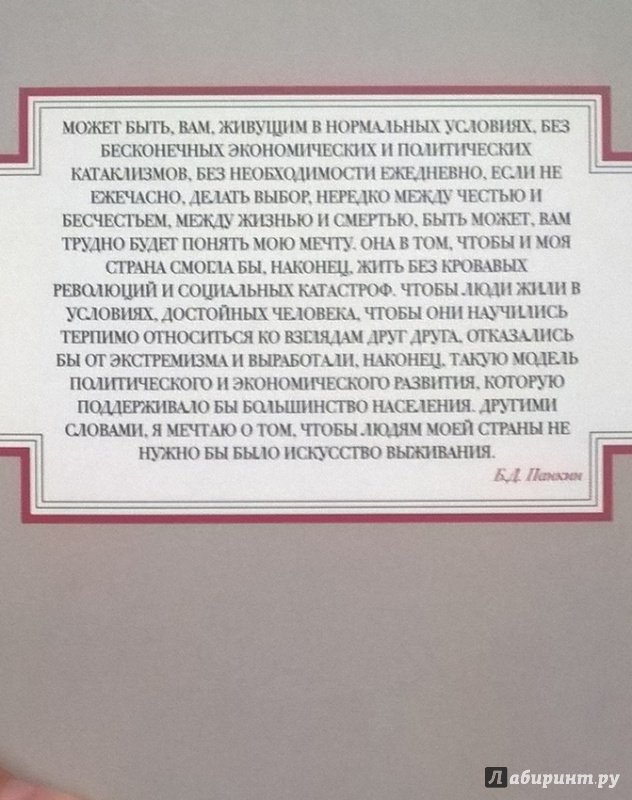 МОЖЕТ БЫТЬ, ВАМ, ЖИВУЩИМ В НОРМАЛЬНЫХ УСЛОВИЯХ, БЕЗ
БЕСКОНЕЧНЫХ ЭКОНОМИЧЕСКИХ И ПОЛИТИЧЕСКИХ
КАТАКЛИЗМОВ, БЕЗ НЕОБХОДИМОСТИ ЕЖЕДНЕВНО, ЕСЛИ НЕ
ЕЖЕЧАСНО, ДЕЛАТЬ ВЫБОР, НЕРЕДКО МЕЖДУ ЧЕСТЬЮ И
БЕСЧЕСТЬЕМ, МЕЖДУ ЖИЗНЬЮ И СМЕРТЬЮ, БЫТЬ МОЖЕТ, ВАМ
ТРУДНО БУДЕТ ПОНЯТЬ МОЮ МЕЧТУ. ОНА В ТОМ, ЧТОБЫ И МОЯ
СТРАНА СМОГЛА БЫ, НАКОНЕЦ, ЖИТЬ БЕЗ КРОВАВЫХ
РЕВОЛЮЦИЙ И СОЦИАЛЬНЫХ КАТАСТРОФ. ЧТОБЫ ЛЮДИ ЖИЛИ В
УСЛОВИЯХ, ДОСТОЙНЫХ ЧЕЛОВЕКА, ЧТОБЫ ОНИ НАУЧИЛИСЬ
ТЕРПИМО ОТНОСИТЬСЯ КО ВЗГЛЯДАМ ДРУГ ДРУГА, ОТКАЗАЛИСЬ
БЫ ОТ ЭКСТРЕМИЗМА И ВЫРАБОТАЛИ, НАКОНЕЦ, ТАКУЮ МОДЕЛЬ
ПОЛИТИЧЕСКОГО И ЭКОНОМИЧЕСКОГО РАЗВИТИЯ, КОТОРУЮ
ПОДДЕРЖИВАЛО БЫ БОЛЬШИНСТВО НАСЕЛЕНИЯ. ДРУГИМИ
СЛОВАМИ, Я МЕЧТАЮ О ТОМ, ЧТОБЫ ЛЮДЯМ МОЕЙ СТРАНЫ НЕ
НУЖНО БЫ БЫЛО ИСКУССТВО ВЫЖИВАНИЯ.
Б.Д. Панкин
Лабиринт.ру